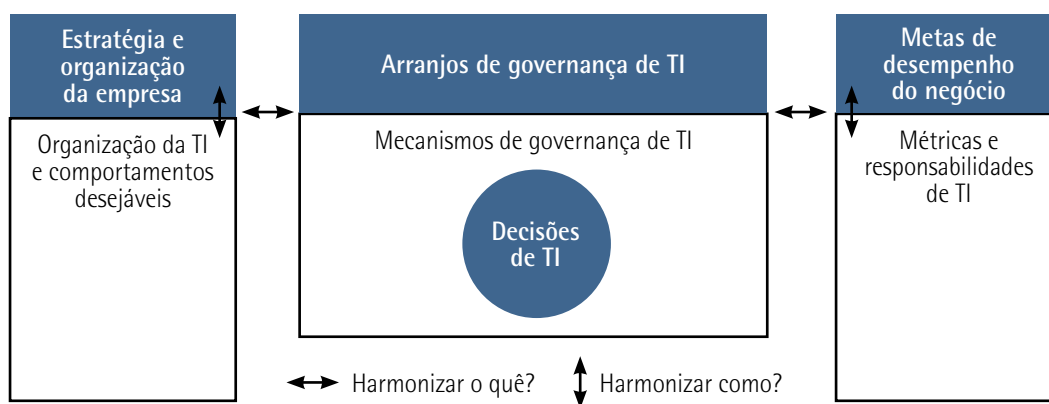 Estratégia e
organização
da empresa
Organização da TI
e comportamentos
desejáveis
Arranjos de governança de TI
Mecanismos de governança de TI
Decisões
de TI
Metas de
desempenho
do negócio
Métricas e
responsabilidades
de TI
Harmonizar o quê?
Harmonizar como?